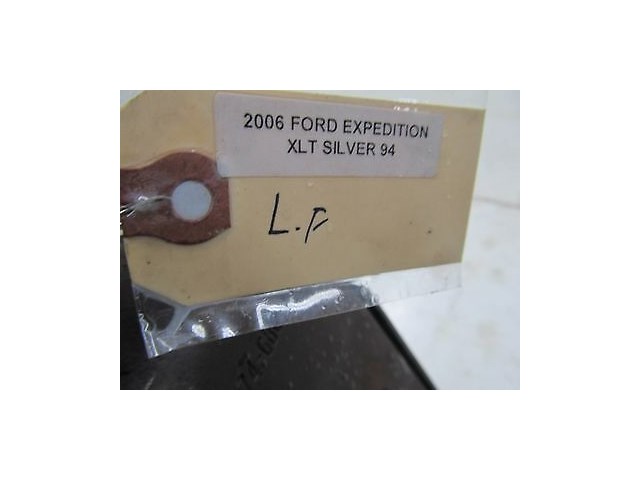 2006 FORD EXPEDITION
XLT SILVER 94
L.F